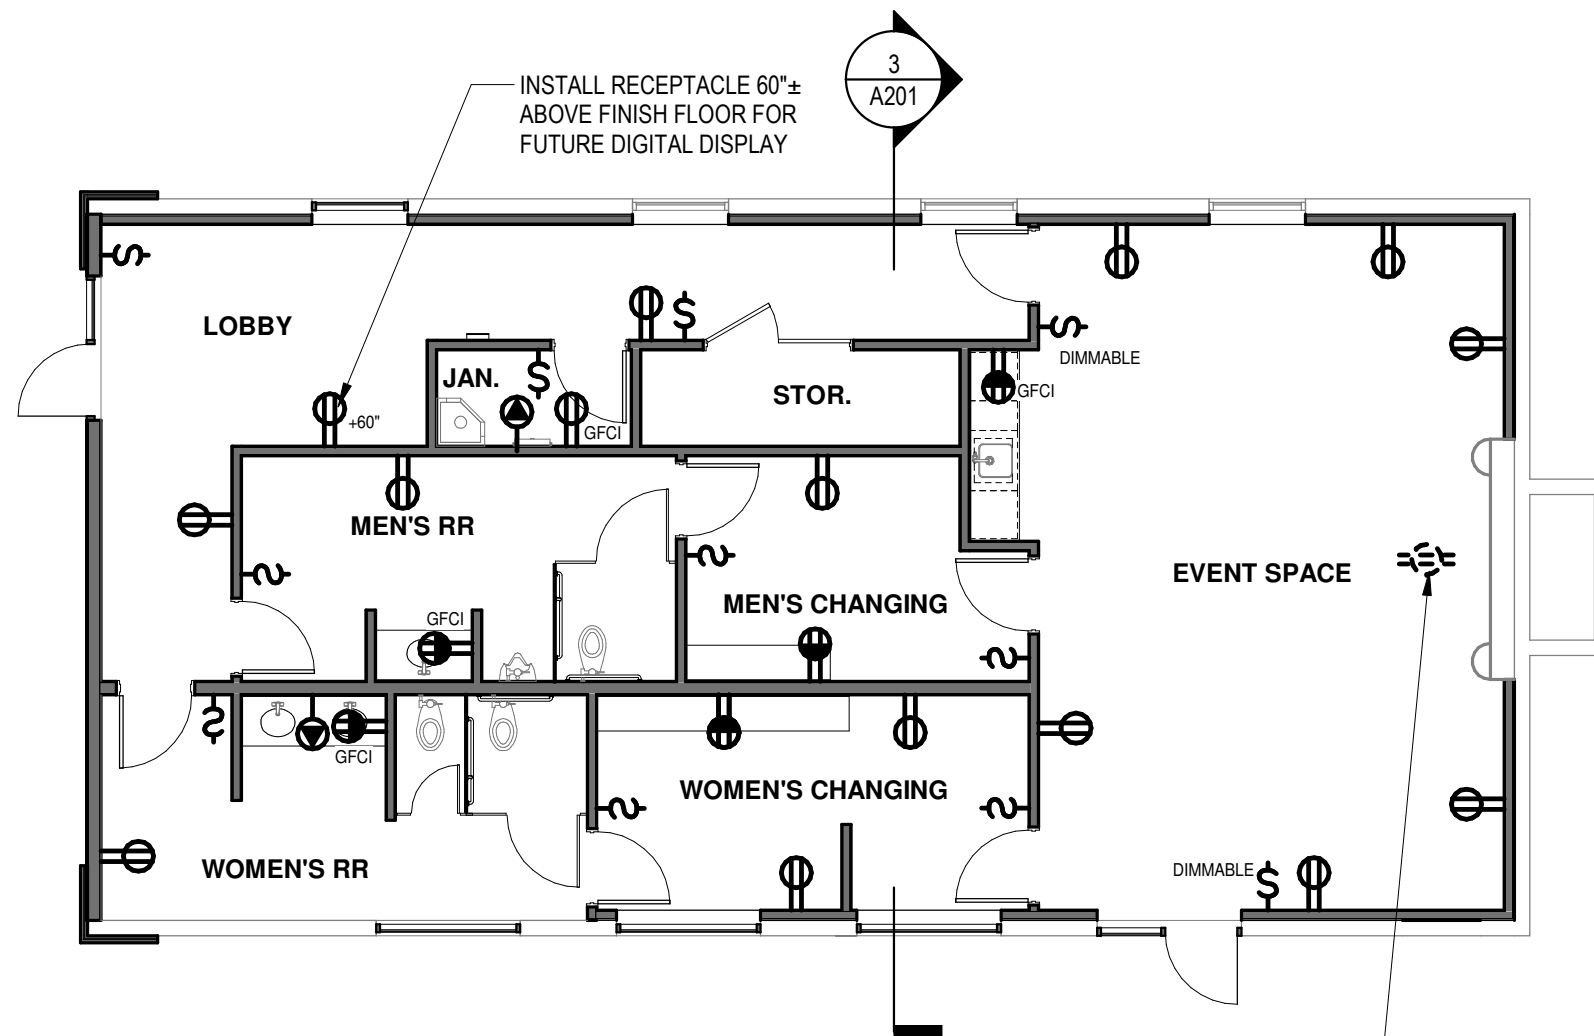 INSTALL RECEPTACLE 60"±
ABOVE FINISH FLOOR FOR
FUTURE DIGITAL DISPLAY
3
A201
LOBBY
DIMMABLE
JAN.
STOR.
GFCI
+60"
GFCI
MEN'S RR
EVENT SPACE
MEN'S CHANGING
GFCI
GFCI
WOMEN'S CHANGING
WOMEN'S RR
DIMMABLE